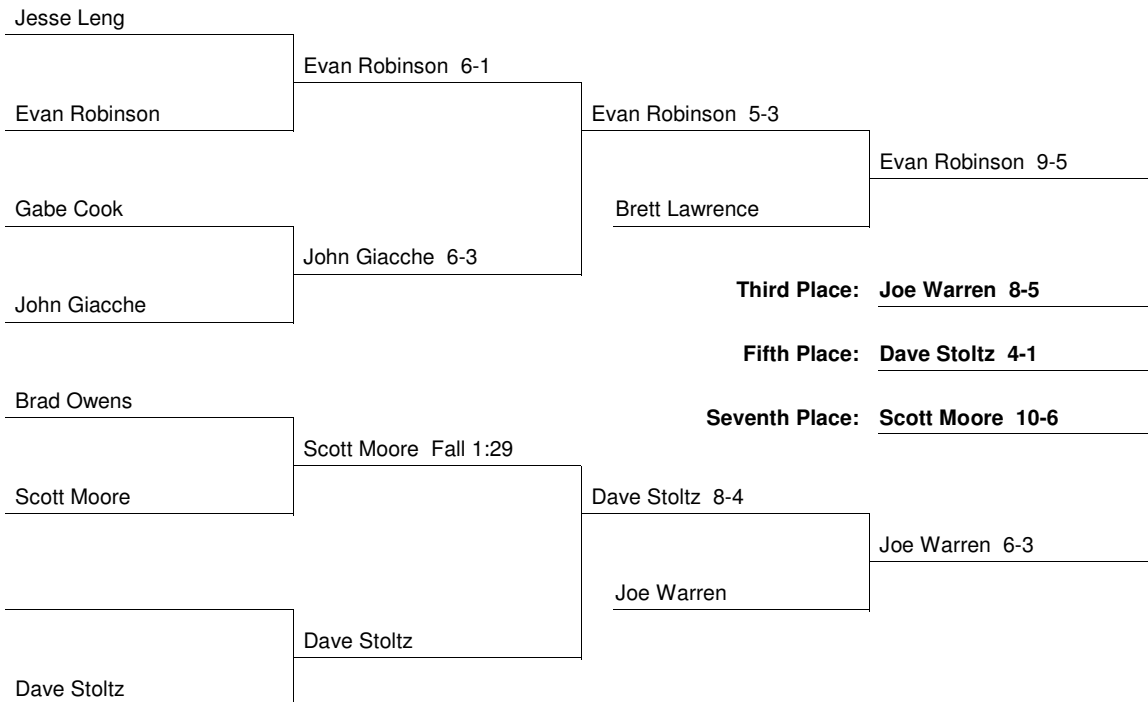 Jesse Leng
Evan Robinson 6-1
Evan Robinson
Evan Robinson 5-3
Evan Robinson 9-5
Gabe Cook
Brett Lawrence
John Giacche 6-3
Third Place: Joe Warren 8-5
John Giacche
Fifth Place: Dave Stoltz 4-1
Brad Owens
Seventh Place: Scott Moore 10-6
Scott Moore Fall 1:29
Scott Moore
Dave Stoltz 8-4
Joe Warren 6-3
Joe Warren
Dave Stoltz
Dave Stoltz